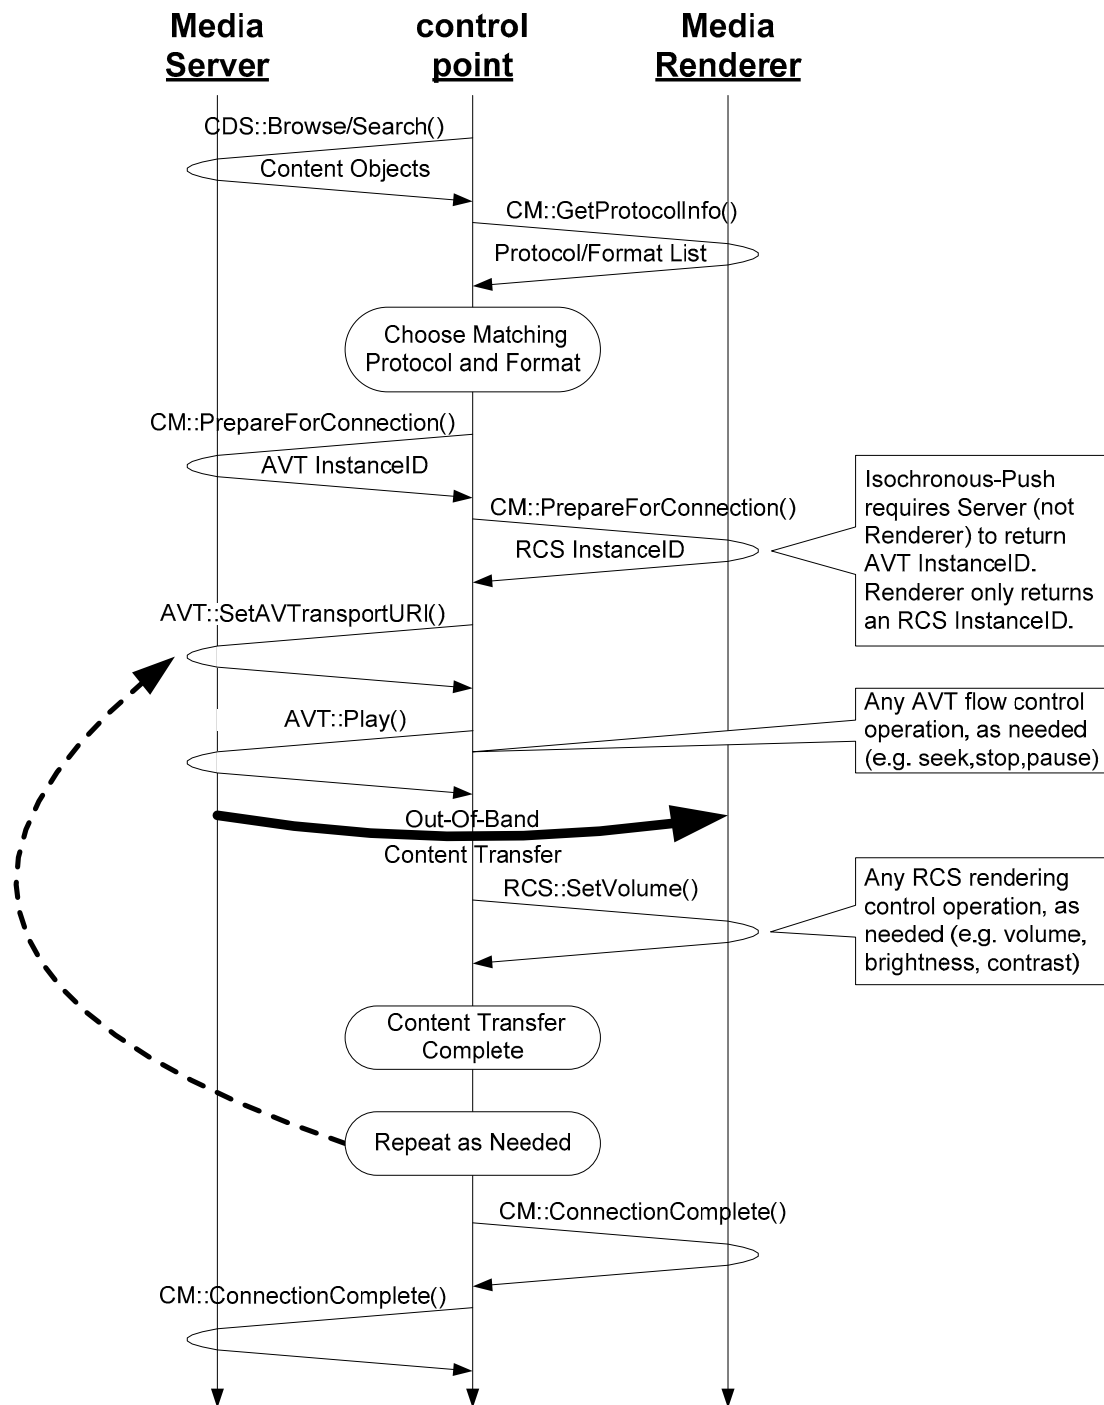 Media
Server
control
point
Media
Renderer
CDS::Browse/Search()
Content Objects
CM::GetProtocolInfo()
Protocol/Format List
Choose Matching
Protocol and Format
CM::PrepareForConnection()
AVT InstanceID
CM::PrepareForConnection()
RCS InstanceID
Isochronous-Push
requires Server (not
Renderer) to return
AVT InstanceID.
Renderer only returns
an RCS InstanceID.
AVT::SetAVTransportURI()
AVT::Play()
Any AVT flow control
operation, as needed
(e.g. seek,stop,pause)
Out-Of-Band
Content Transfer
RCS::SetVolume()
Any RCS rendering
control operation, as
needed (e.g. volume,
brightness, contrast)
Content Transfer
Complete
Repeat as Needed
CM::ConnectionComplete()
CM::ConnectionComplete()